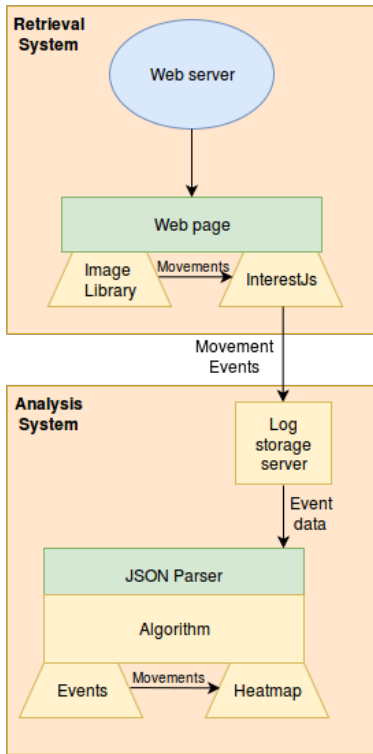 Retrieval
System
Web server
Web page
Image
Library
Movements
InterestJs
Movement
Events
Analysis
System
Log
storage
server
Event
data
JSON Parser
Algorithm
Events
Movements
Heatmap